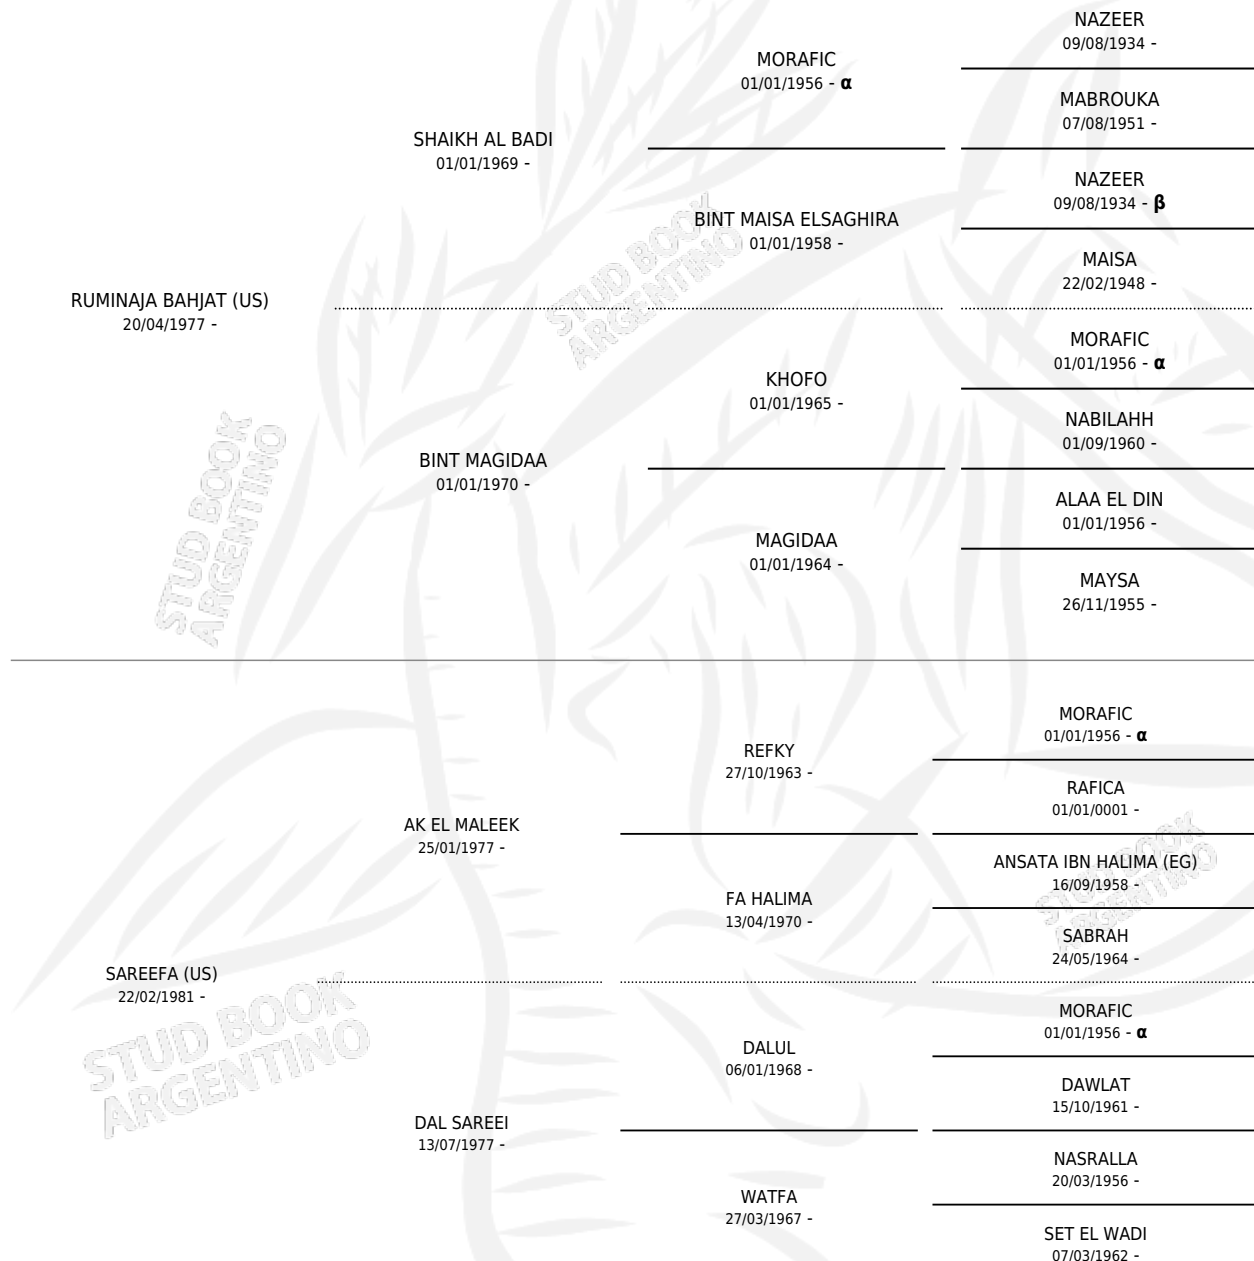 NAZEER
09/08/1934 -
MORAFIC
01/01/1956 - α
MABROUKA
07/08/1951 -
SHAIKH AL BADI
01/01/1969 -
NAZEER
09/08/1934 - β
BINT MAISA ELSAGHIRA
01/01/1958 -
MAISA
22/02/1948 -
RUMINAJA BAHJAT (US)
20/04/1977 -
STUD BOOK
ARGENTINO
MORAFIC
01/01/1956 - α
KHOFO
01/01/1965 -
NABILAHH
01/09/1960 -
BINT MAGIDAA
01/01/1970 -
ALAA EL DIN
01/01/1956 -
MAGIDAA
01/01/1964 -
MAYSA
26/11/1955 -
STUD BOOK
ARGENTINO
MORAFIC
01/01/1956 - α
REFKY
27/10/1963 -
RAFICA
01/01/0001 -
AK EL MALEEK
25/01/1977 -
ANSATA IBN HALIMA (EG)
16/09/1958 -
STUD BOOK
ARGENTINO
FA HALIMA
13/04/1970 -
SABRAH
24/05/1964 -
SAREEFA (US)
22/02/1981 -
STUD BOOK
ARGENTINO
MORAFIC
01/01/1956 - α
DALUL
06/01/1968 -
DAWLAT
15/10/1961 -
DAL SAREEI
13/07/1977 -
NASRALLA
20/03/1956 -
WATFA
27/03/1967 -
SET EL WADI
07/03/1962 -